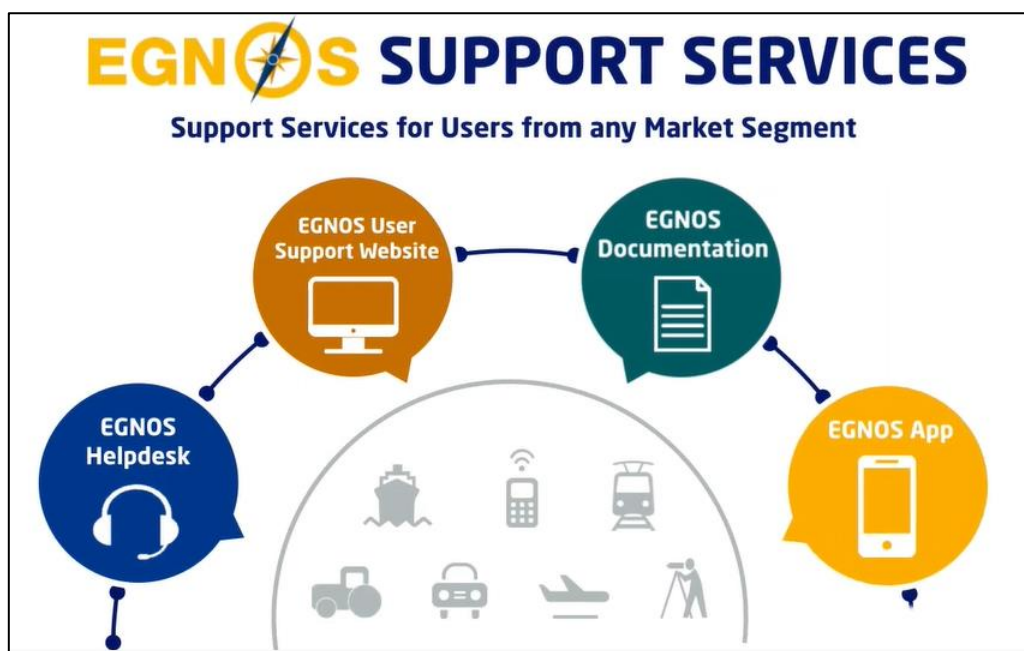 EGNOS SUPPORT SERVICES
Support Services for Users from any Market Segment
EGNOS User
Support Website
EGNOS
Documentation
EGNOS
Helpdesk
EGNOS App